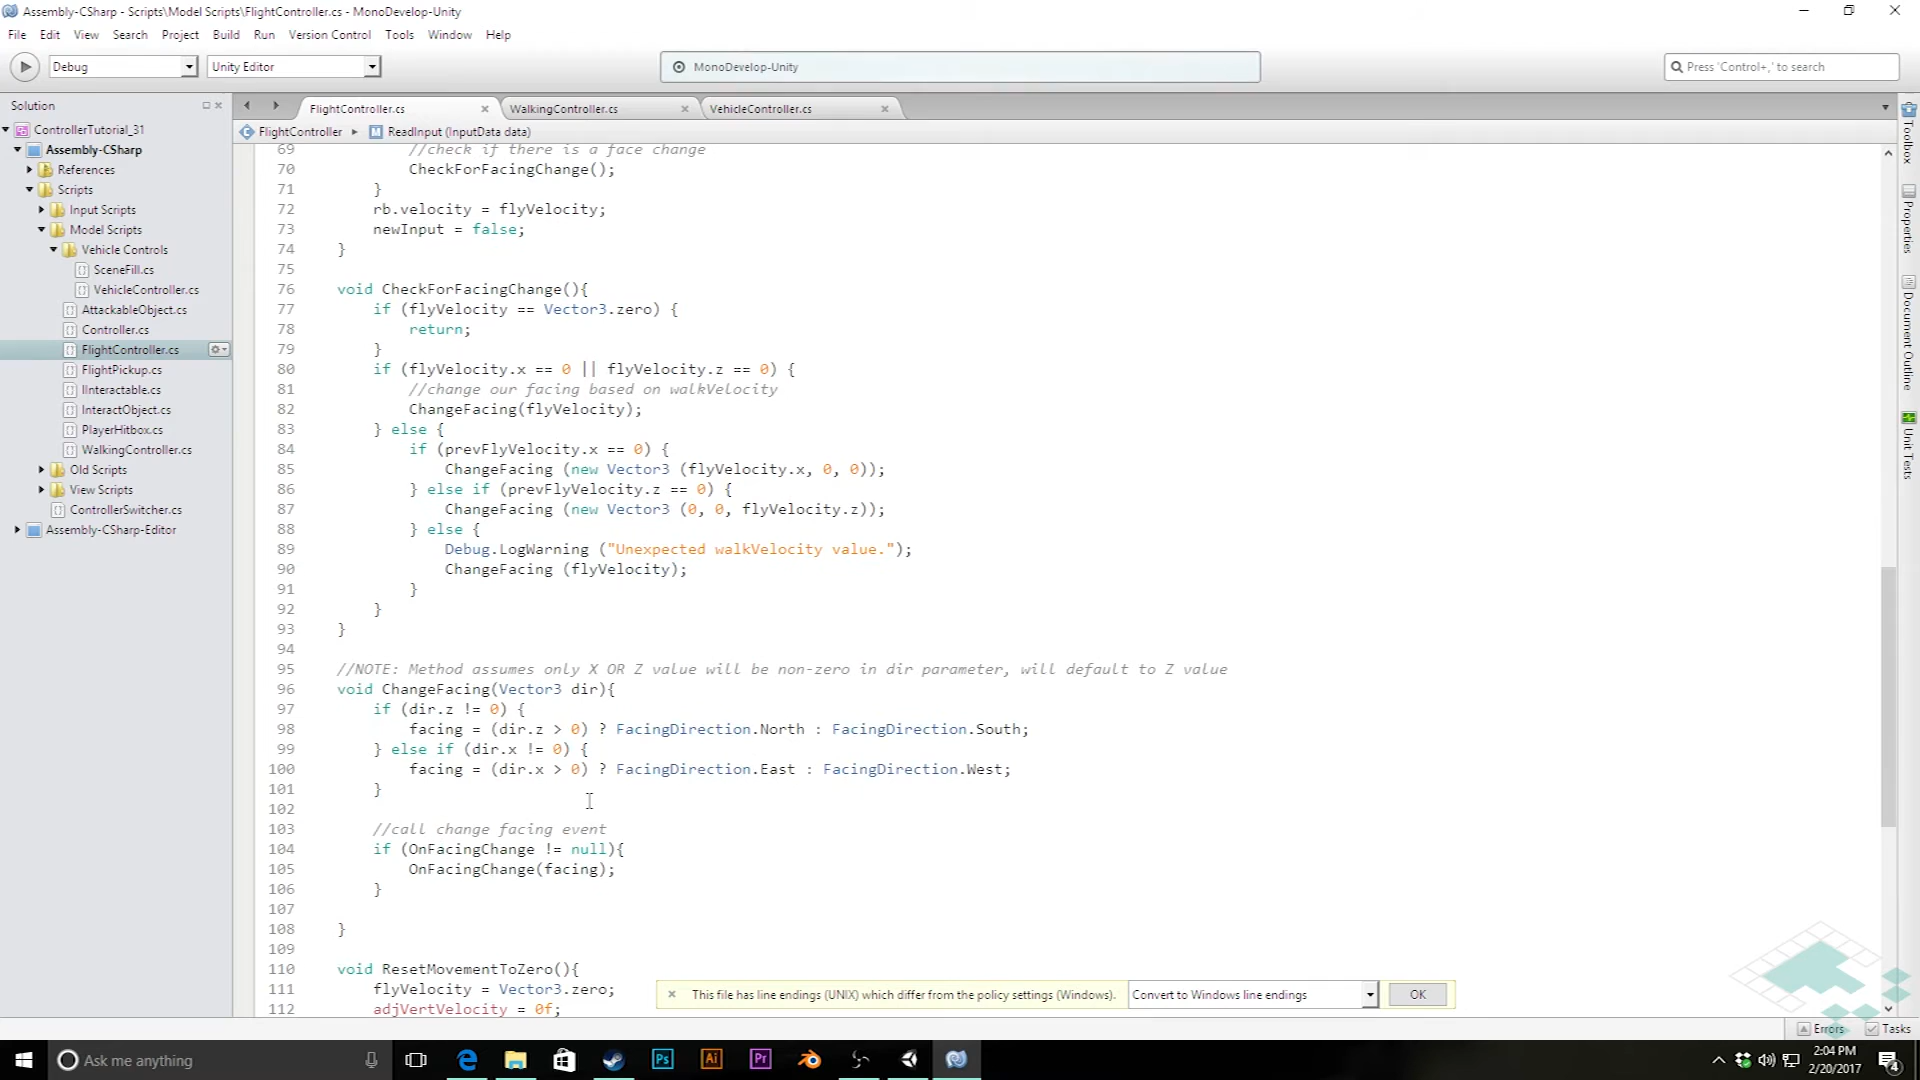 Assembly-CSharp - Scripts\Model Scripts\FlightController.cs - MonoDevelop-Unity
File Edit View Search Project Build Run Version Control Tools Window Help
Debug Unity Editor MonoDevelop-Unity Press 'Control+,' to search
Solution
FlightController.cs WalkingController.cs VehicleController.cs
FlightController ReadInput (InputData data)
ControllerTutorial_31
Assembly-CSharp
References
Scripts
Input Scripts
Model Scripts
Vehicle Controls
SceneFill.cs
VehicleController.cs
AttackableObject.cs
Controller.cs
FlightController.cs
FlightPickup.cs
IInteractable.cs
InteractObject.cs
PlayerHitbox.cs
WalkingController.cs
Old Scripts
View Scripts
ControllerSwitcher.cs
Assembly-CSharp-Editor
69 //check if there is a face change
70 CheckForFacingChange();
71 }
72 rb.velocity = flyVelocity;
73 newInput = false;
74 }
75
76 void CheckForFacingChange(){
77 if (flyVelocity == Vector3.zero) {
78 return;
79 }
80 if (flyVelocity.x == 0 || flyVelocity.z == 0) {
81 //change our facing based on walkVelocity
82 ChangeFacing(flyVelocity);
83 } else {
84 if (prevFlyVelocity.x == 0) {
85 ChangeFacing (new Vector3 (flyVelocity.x, 0, 0));
86 } else if (prevFlyVelocity.z == 0) {
87 ChangeFacing (new Vector3 (0, 0, flyVelocity.z));
88 } else {
89 Debug.LogWarning ("Unexpected walkVelocity value.");
90 ChangeFacing (flyVelocity);
91 }
92 }
93 }
94
95 //NOTE: Method assumes only X OR Z value will be non-zero in dir parameter, will default to Z value
96 void ChangeFacing(Vector3 dir){
97 if (dir.z != 0) {
98 facing = (dir.z > 0) ? FacingDirection.North : FacingDirection.South;
99 } else if (dir.x != 0) {
100 facing = (dir.x > 0) ? FacingDirection.East : FacingDirection.West;
101 }
102
103 //call change facing event
104 if (OnFacingChange != null){
105 OnFacingChange(facing);
106 }
107
108 }
109
110 void ResetMovementToZero(){
111 flyVelocity = Vector3.zero;
112 adjVertVelocity = 0f;
This file has line endings (UNIX) which differ from the policy settings (Windows). Convert to Windows line endings OK
Toolbox
Properties
Document Outline
Unit Tests
Errors Tasks
Ask me anything
Ps Ai Pr
2:04 PM
2/20/2017
4